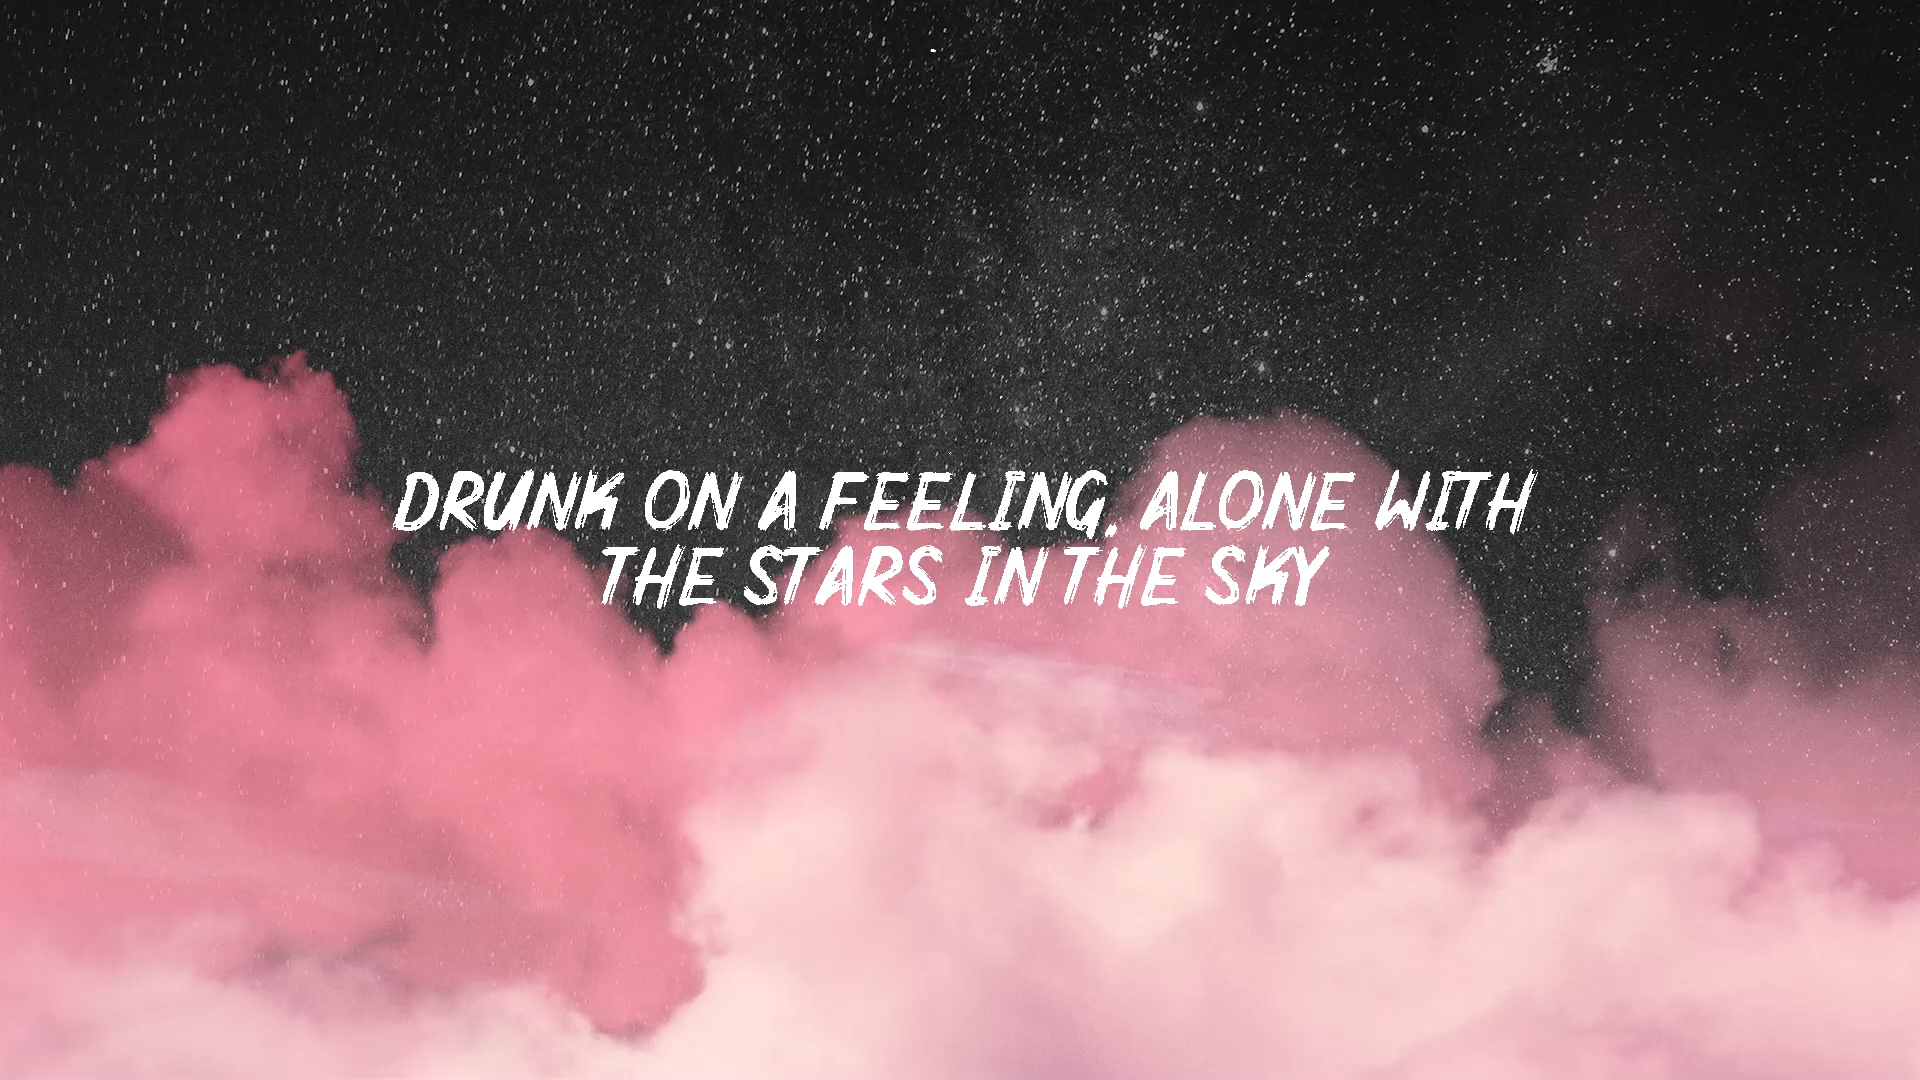 DRUNK ON A FEELING, ALONE WITH
THE STARS IN THE SKY